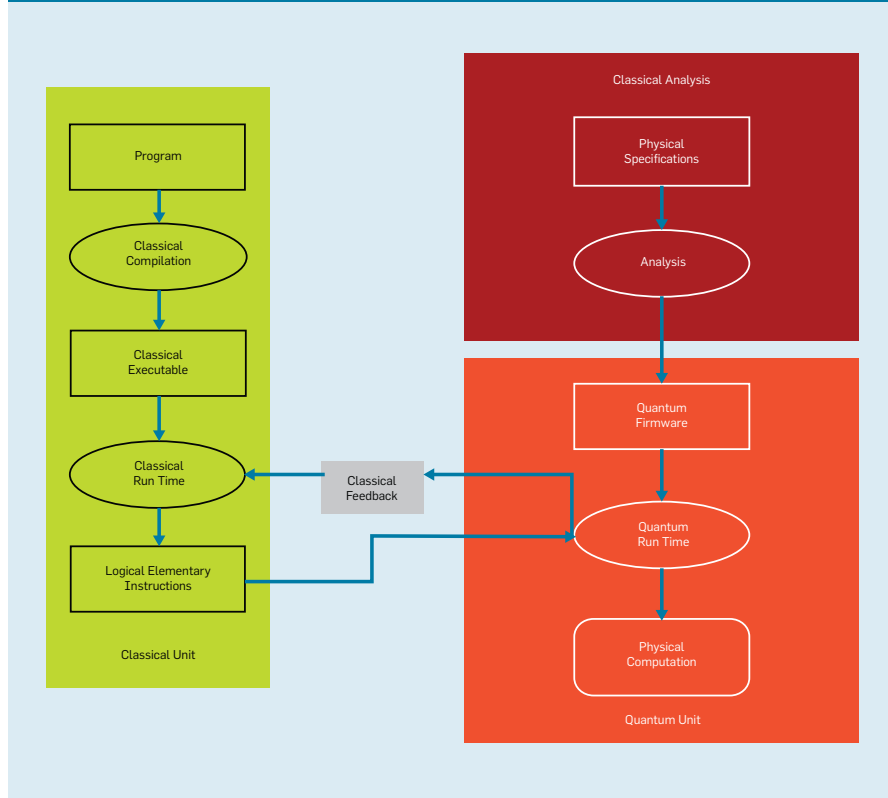 Program
Classical
Compilation
Classical
Executable
Classical
Run Time
Logical Elementary
Instructions
Classical Unit
Classical
Feedback
Classical Analysis
Physical
Specifications
Analysis
Quantum
Firmware
Quantum
Run Time
Physical
Computation
Quantum Unit